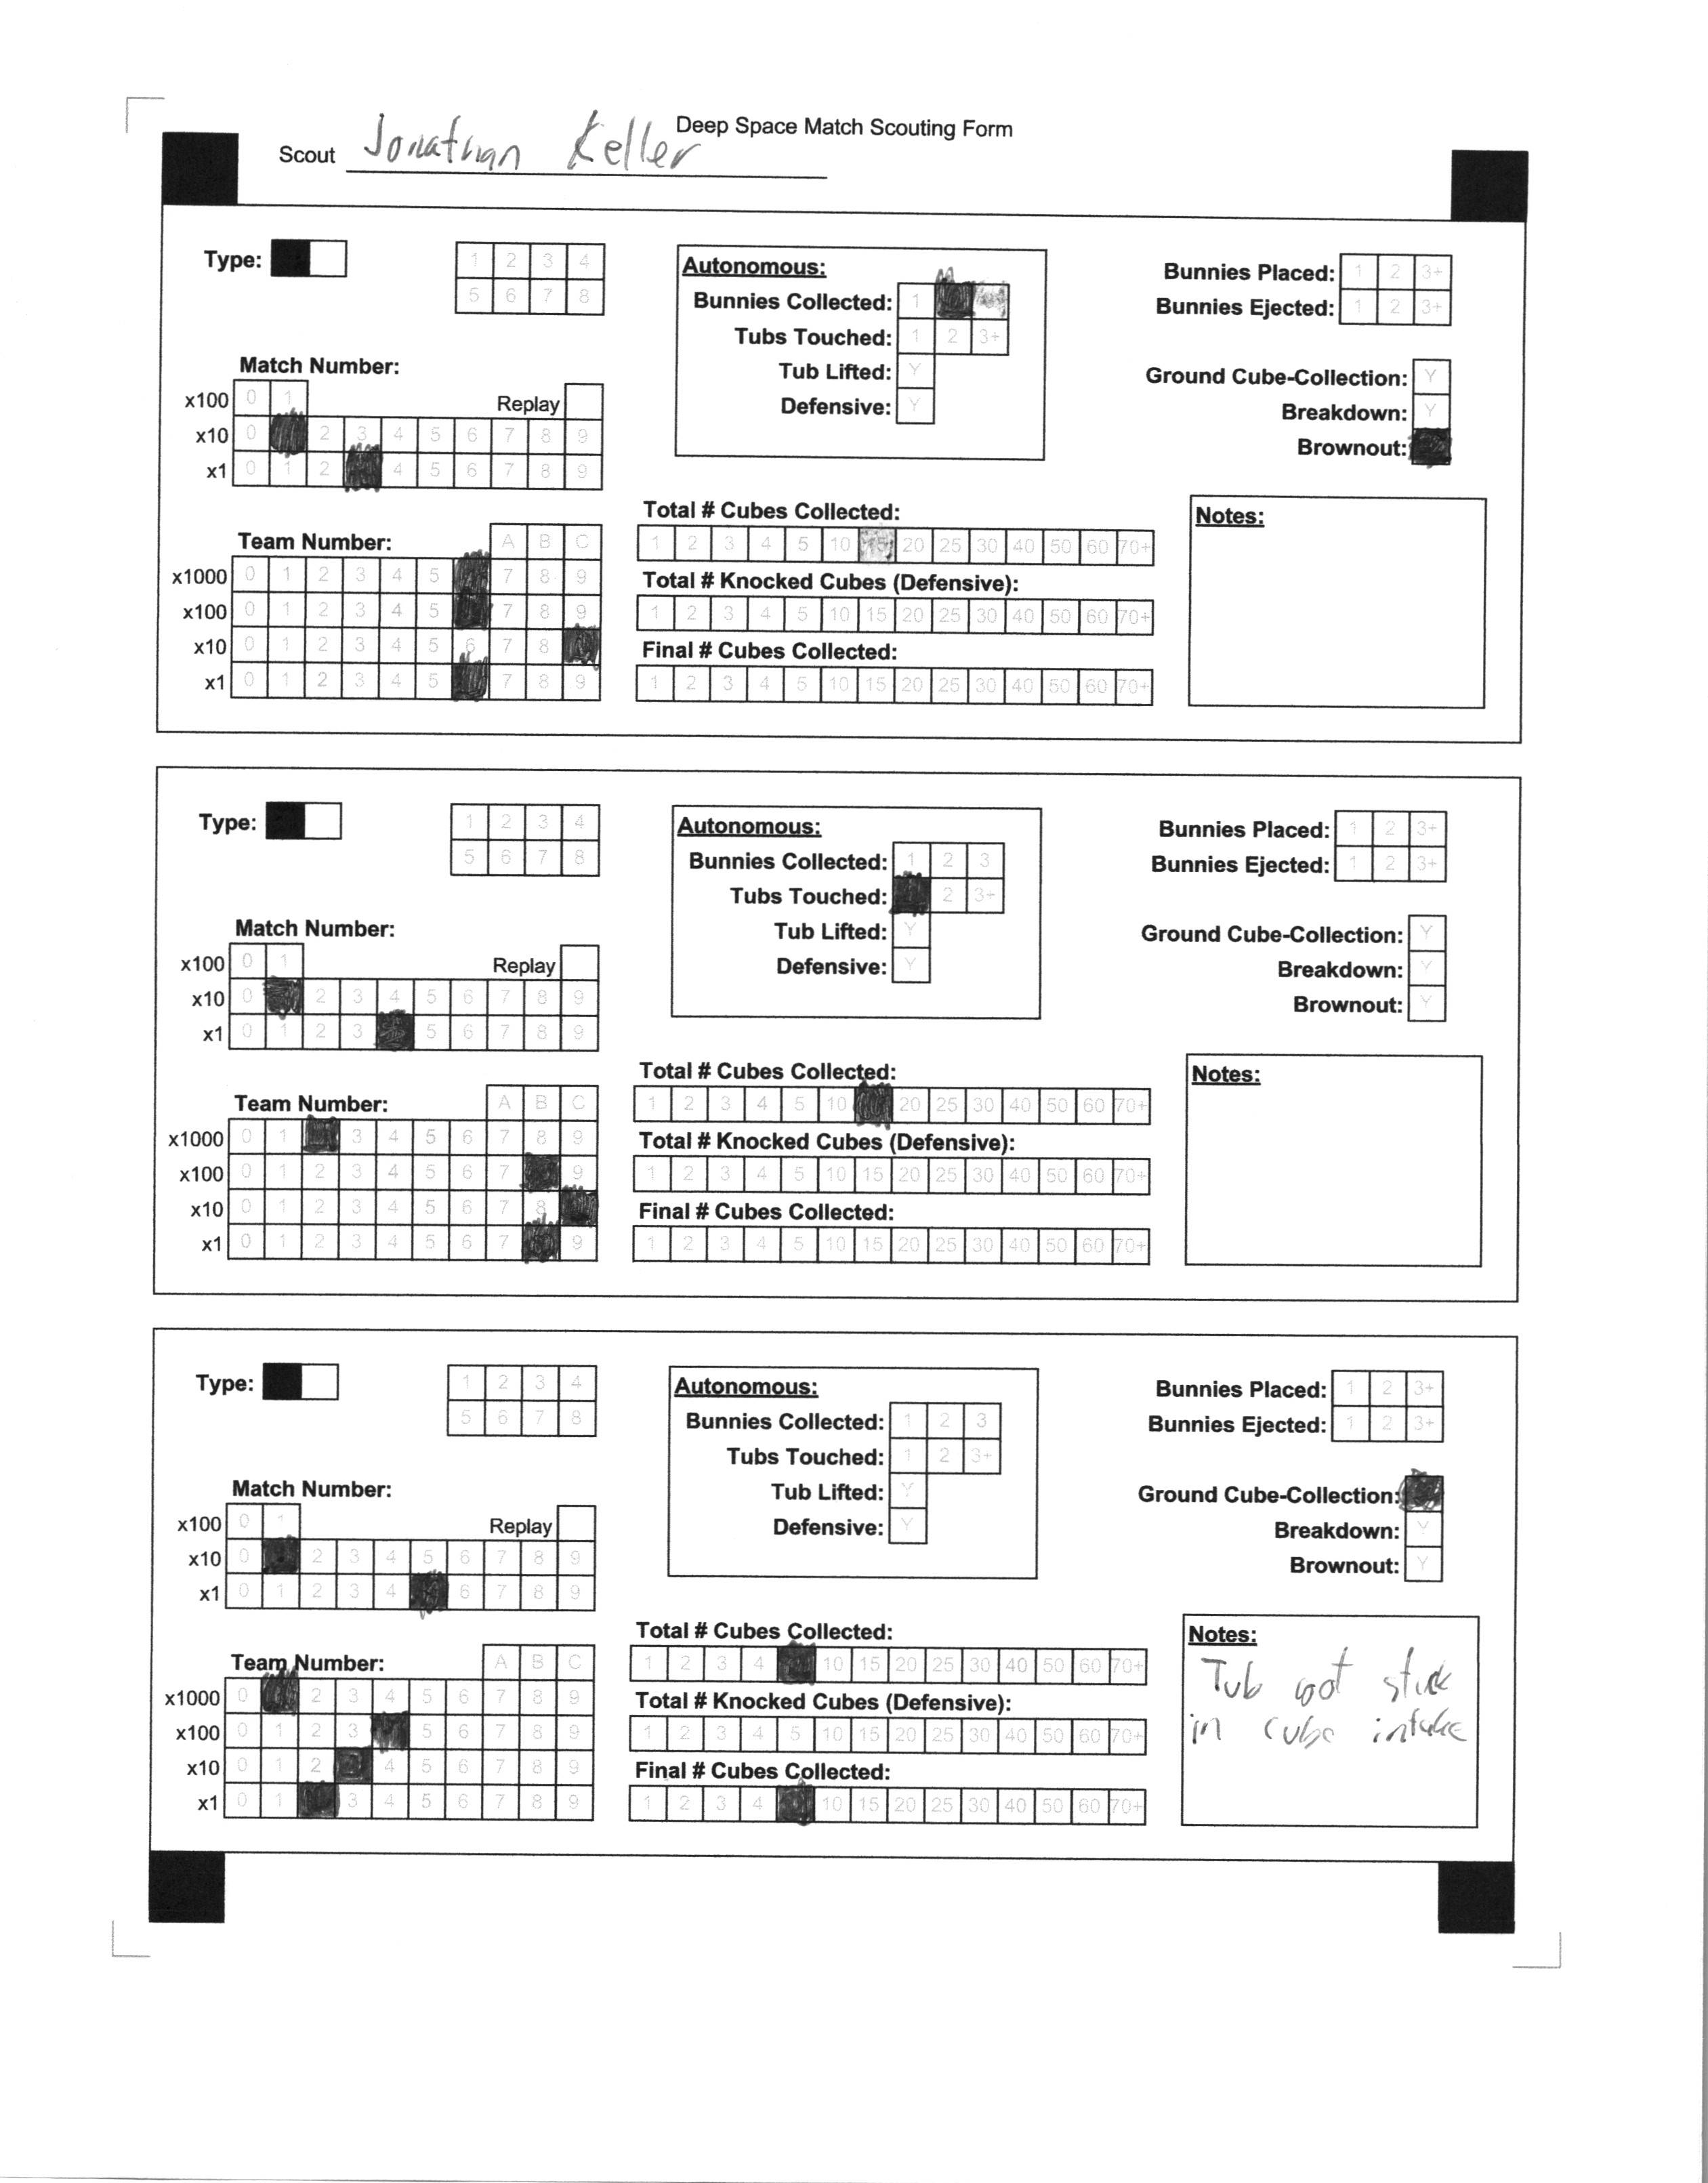 Deep Space Match Scouting Form
Scout Jonathan Keller
Type:
1 2 3 4
5 6 7 8
Autonomous:
Bunnies Collected: 1
Tubs Touched: 1 2 3+
Tub Lifted: Y
Defensive: Y
Bunnies Placed: 1 2 3+
Bunnies Ejected: 1 2 3+
Ground Cube-Collection: Y
Breakdown: Y
Brownout:
Match Number:
x100 0 1 Replay
x10 0 2 3 4 5 6 7 8 9
x1 0 1 2 4 5 6 7 8 9
Team Number: A B C
x1000 0 1 2 3 4 5 7 8 9
x100 0 1 2 3 4 5 7 8 9
x10 0 1 2 3 4 5 6 7 8
x1 0 1 2 3 4 5 7 8 9
Total # Cubes Collected:
1 2 3 4 5 10 15 20 25 30 40 50 60 70+
Total # Knocked Cubes (Defensive):
1 2 3 4 5 10 15 20 25 30 40 50 60 70+
Final # Cubes Collected:
1 2 3 4 5 10 15 20 25 30 40 50 60 70+
Notes:
Type:
1 2 3 4
5 6 7 8
Autonomous:
Bunnies Collected: 1 2 3
Tubs Touched: 2 3+
Tub Lifted: Y
Defensive: Y
Bunnies Placed: 1 2 3+
Bunnies Ejected: 1 2 3+
Ground Cube-Collection: Y
Breakdown: Y
Brownout: Y
Match Number:
x100 0 1 Replay
x10 0 2 3 4 5 6 7 8 9
x1 0 1 2 3 5 6 7 8 9
Team Number: A B C
x1000 0 1 3 4 5 6 7 8 9
x100 0 1 2 3 4 5 6 7 9
x10 0 1 2 3 4 5 6 7 8
x1 0 1 2 3 4 5 6 7 9
Total # Cubes Collected:
1 2 3 4 5 10 20 25 30 40 50 60 70+
Total # Knocked Cubes (Defensive):
1 2 3 4 5 10 15 20 25 30 40 50 60 70+
Final # Cubes Collected:
1 2 3 4 5 10 15 20 25 30 40 50 60 70+
Notes:
Type:
1 2 3 4
5 6 7 8
Autonomous:
Bunnies Collected: 1 2 3
Tubs Touched: 1 2 3+
Tub Lifted: Y
Defensive: Y
Bunnies Placed: 1 2 3+
Bunnies Ejected: 1 2 3+
Ground Cube-Collection:
Breakdown: Y
Brownout: Y
Match Number:
x100 0 1 Replay
x10 0 2 3 4 5 6 7 8 9
x1 0 1 2 3 4 6 7 8 9
Team Number: A B C
x1000 0 2 3 4 5 6 7 8 9
x100 0 1 2 3 5 6 7 8 9
x10 0 1 2 4 5 6 7 8 9
x1 0 1 3 4 5 6 7 8 9
Total # Cubes Collected:
1 2 3 4 10 15 20 25 30 40 50 60 70+
Total # Knocked Cubes (Defensive):
1 2 3 4 5 10 15 20 25 30 40 50 60 70+
Final # Cubes Collected:
1 2 3 4 10 15 20 25 30 40 50 60 70+
Notes:
Tub got stuck
in cube intake